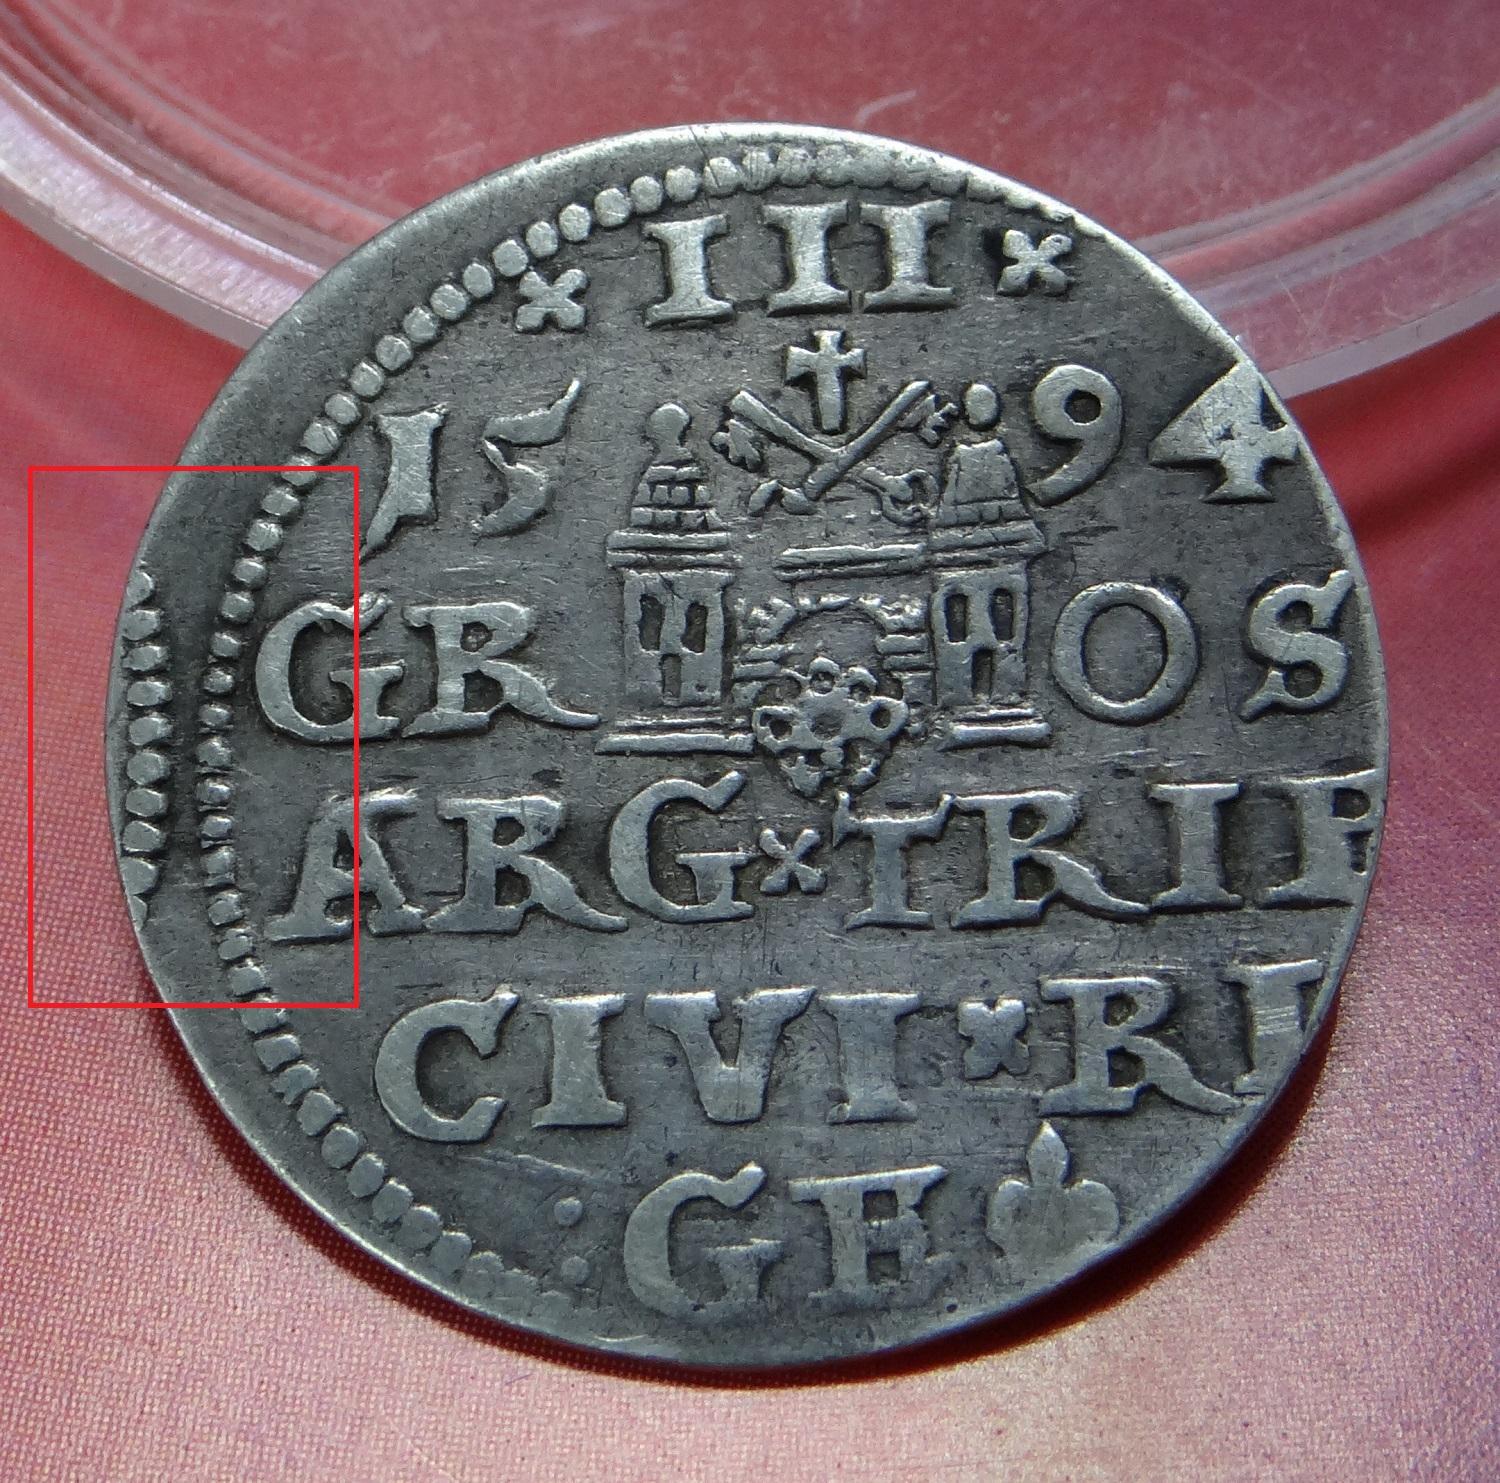 III
15 94
GR OS
ARG TRIP
CIVI RI
GE